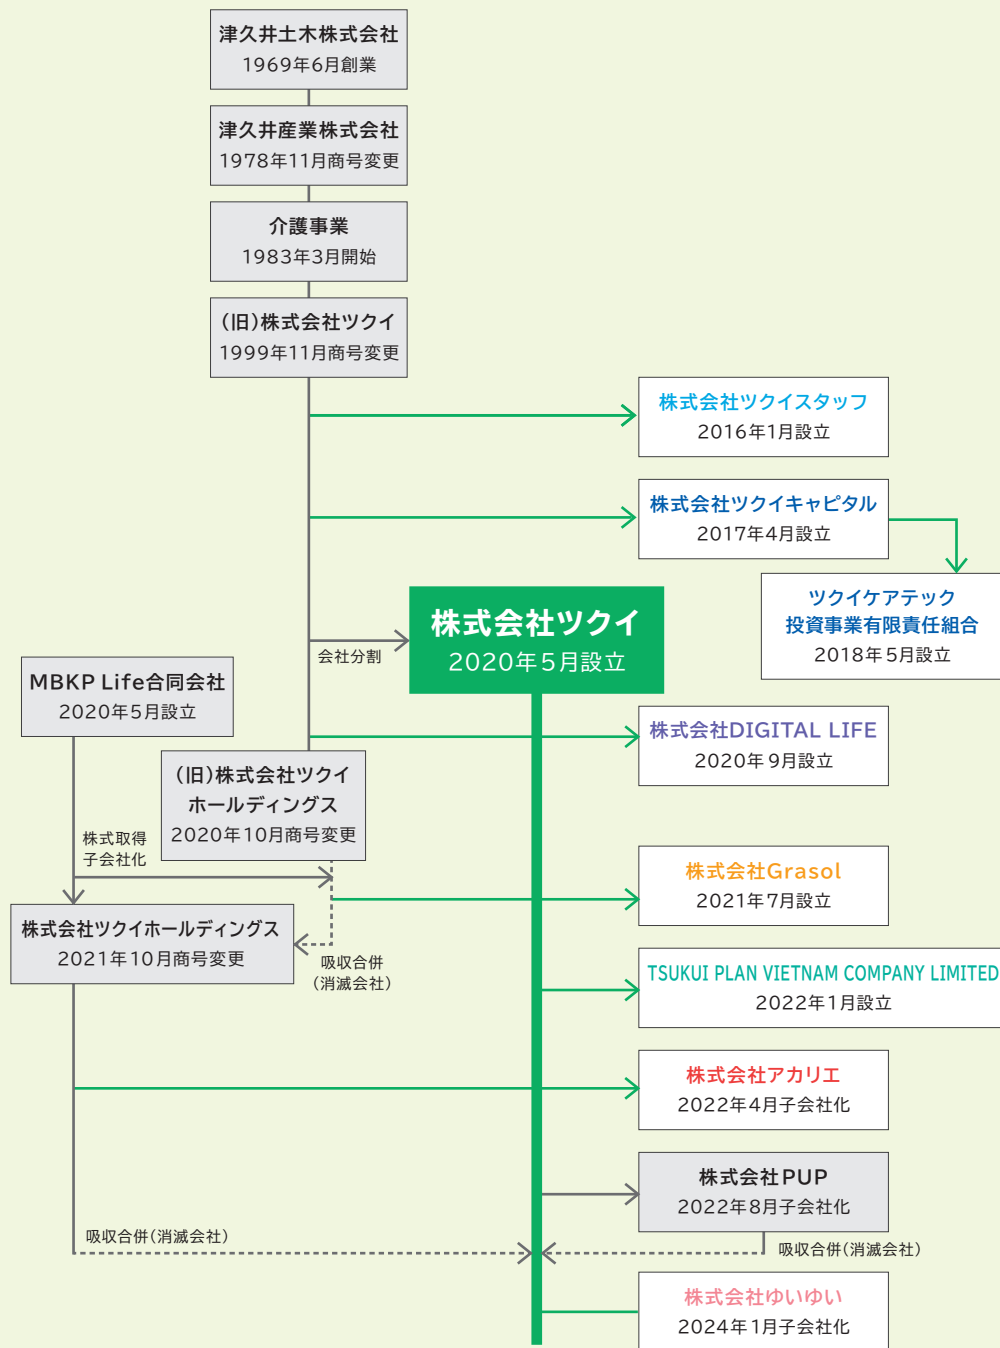 津久井土木株式会社
1969年6月創業
津久井産業株式会社
1978年11月商号変更
介護事業
1983年3月開始
(旧)株式会社ツクイ
1999年11月商号変更
株式会社ツクイスタッフ
2016年1月設立
株式会社ツクイキャピタル
2017年4月設立
ツクイケアテック
投資事業有限責任組合
2018年5月設立
株式会社ツクイ
2020年5月設立
会社分割
MBKP Life合同会社
2020年5月設立
株式会社DIGITAL LIFE
2020年9月設立
(旧)株式会社ツクイ
ホールディングス
2020年10月商号変更
株式取得
子会社化
株式会社Grasol
2021年7月設立
株式会社ツクイホールディングス
2021年10月商号変更
吸収合併
(消滅会社)
TSUKUI PLAN VIETNAM COMPANY LIMITED
2022年1月設立
株式会社アカリエ
2022年4月子会社化
株式会社PUP
2022年8月子会社化
吸収合併(消滅会社)
吸収合併(消滅会社)
株式会社ゆいゆい
2024年1月子会社化